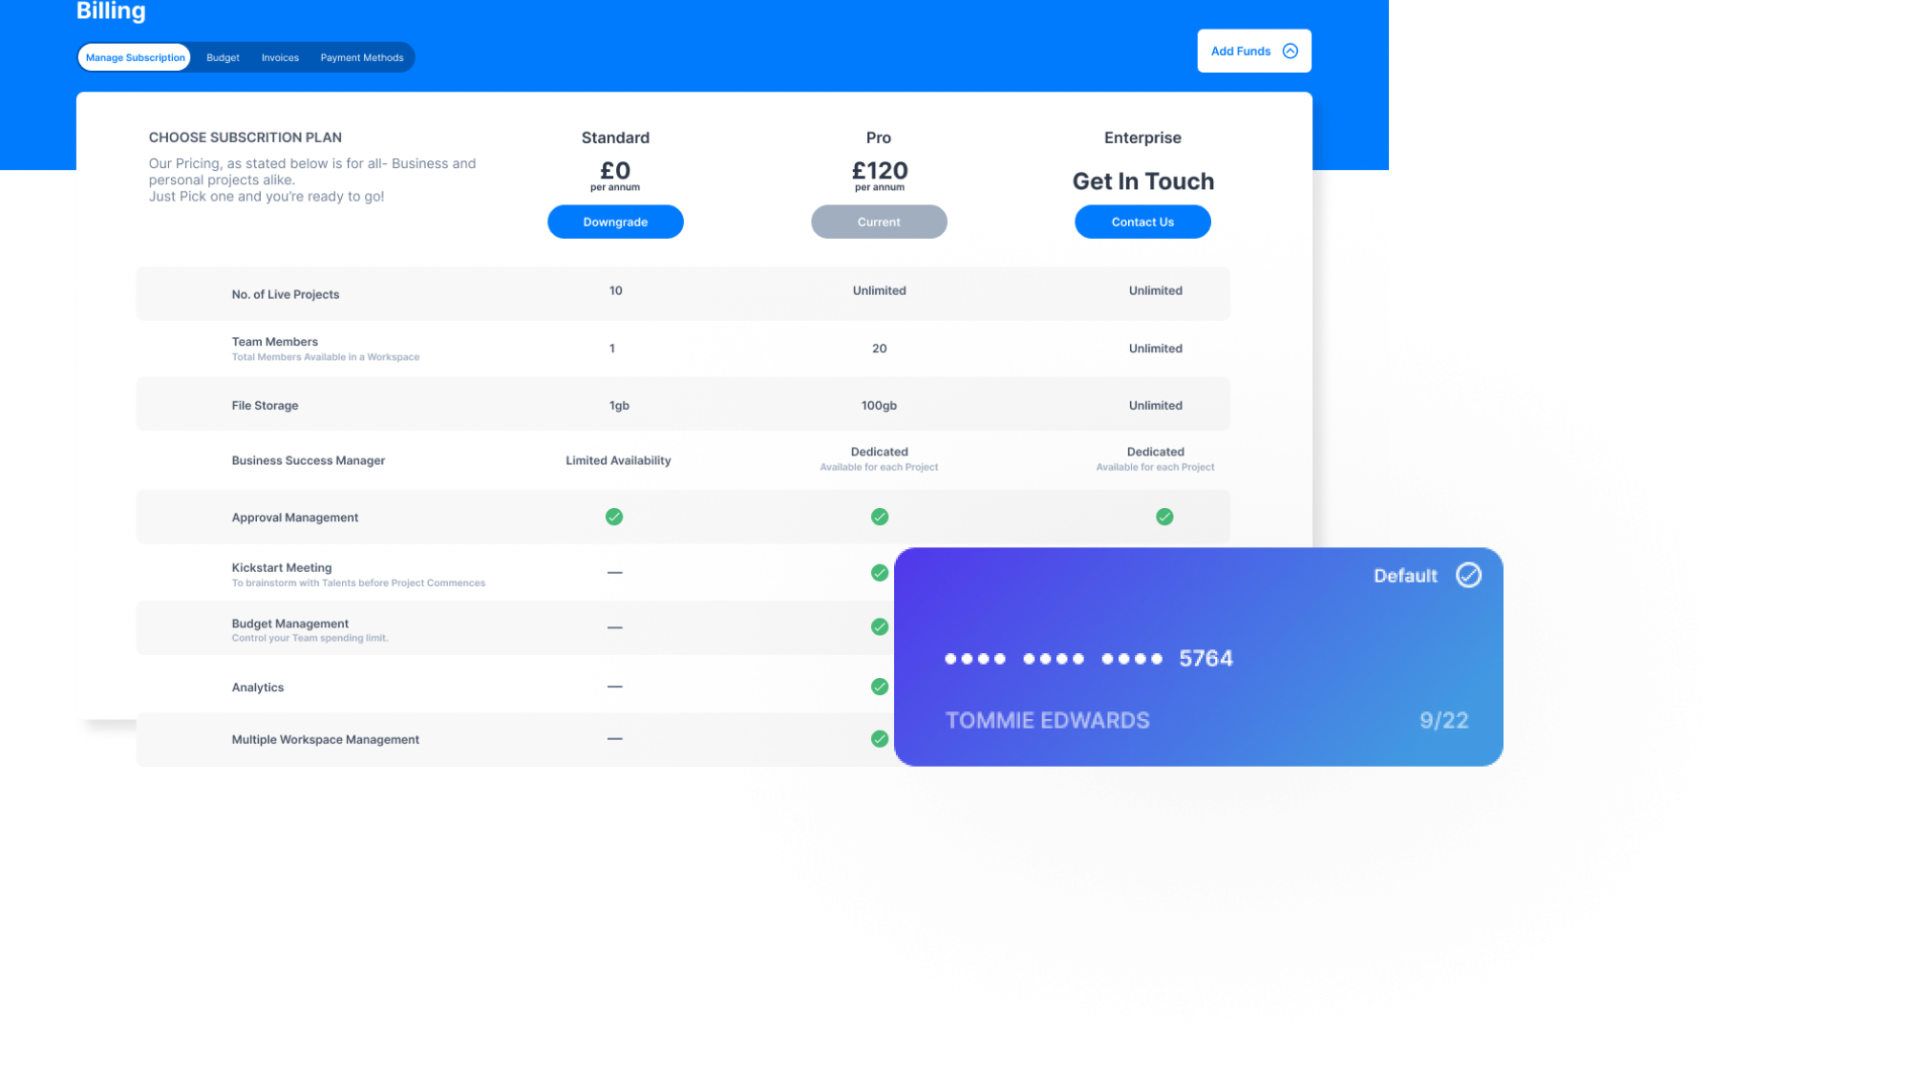 Billing
Manage Subscription Budget Invoices Payment Methods
Add Funds
CHOOSE SUBSCRITION PLAN
Our Pricing, as stated below is for all- Business and
personal projects alike.
Just Pick one and you're ready to go!
Standard Pro Enterprise
£0 £120 Get In Touch
per annum per annum
Downgrade Current Contact Us
No. of Live Projects 10 Unlimited Unlimited
Team Members 1 20 Unlimited
Total Members Available in a Workspace
File Storage 1gb 100gb Unlimited
Business Success Manager Limited Availability Dedicated Dedicated
Available for each Project Available for each Project
Approval Management
Kickstart Meeting —
To brainstorm with Talents before Project Commences
Budget Management —
Control your Team spending limit.
Analytics —
Multiple Workspace Management —
Default
•••• •••• •••• 5764
TOMMIE EDWARDS 9/22